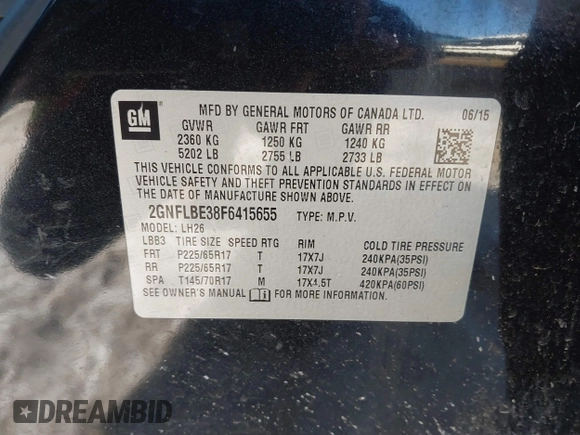 GM
MFD BY GENERAL MOTORS OF CANADA LTD. 06/15
GVWR GAWR FRT GAWR RR
2360 KG 1250 KG 1240 KG
5202 LB 2755 LB 2733 LB
THIS VEHICLE CONFORMS TO ALL APPLICABLE U.S. FEDERAL MOTOR
VEHICLE SAFETY AND THEFT PREVENTION STANDARDS IN EFFECT ON
THE DATE OF MANUFACTURE SHOWN ABOVE.
2GNFLBE38F6415655 TYPE: M.P.V.
MODEL: LH26
LBB3 TIRE SIZE SPEED RTG RIM COLD TIRE PRESSURE
FRT P225/65R17 T 17X7J 240KPA(35PSI)
RR P225/65R17 T 17X7J 240KPA(35PSI)
SPA T145/70R17 M 17X4.5T 420KPA(60PSI)
SEE OWNER'S MANUAL FOR MORE INFORMATION.
DREAMBID